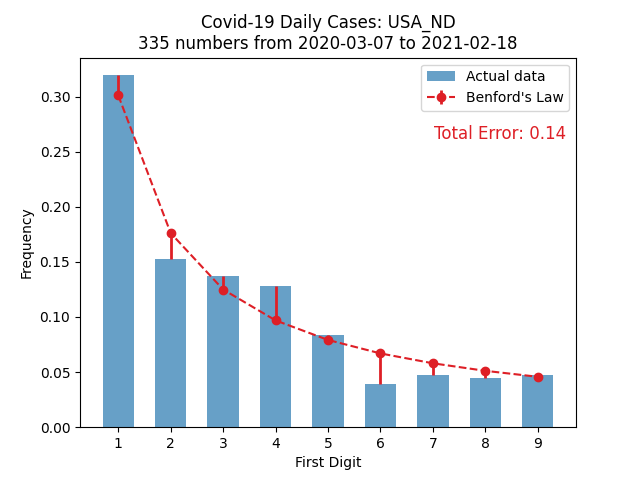 Covid-19 Daily Cases: USA_ND
335 numbers from 2020-03-07 to 2021-02-18
Actual data
Benford's Law
Total Error: 0.14
0.30
0.25
0.20
0.15
0.10
0.05
0.00
Frequency
1 2 3 4 5 6 7 8 9
First Digit